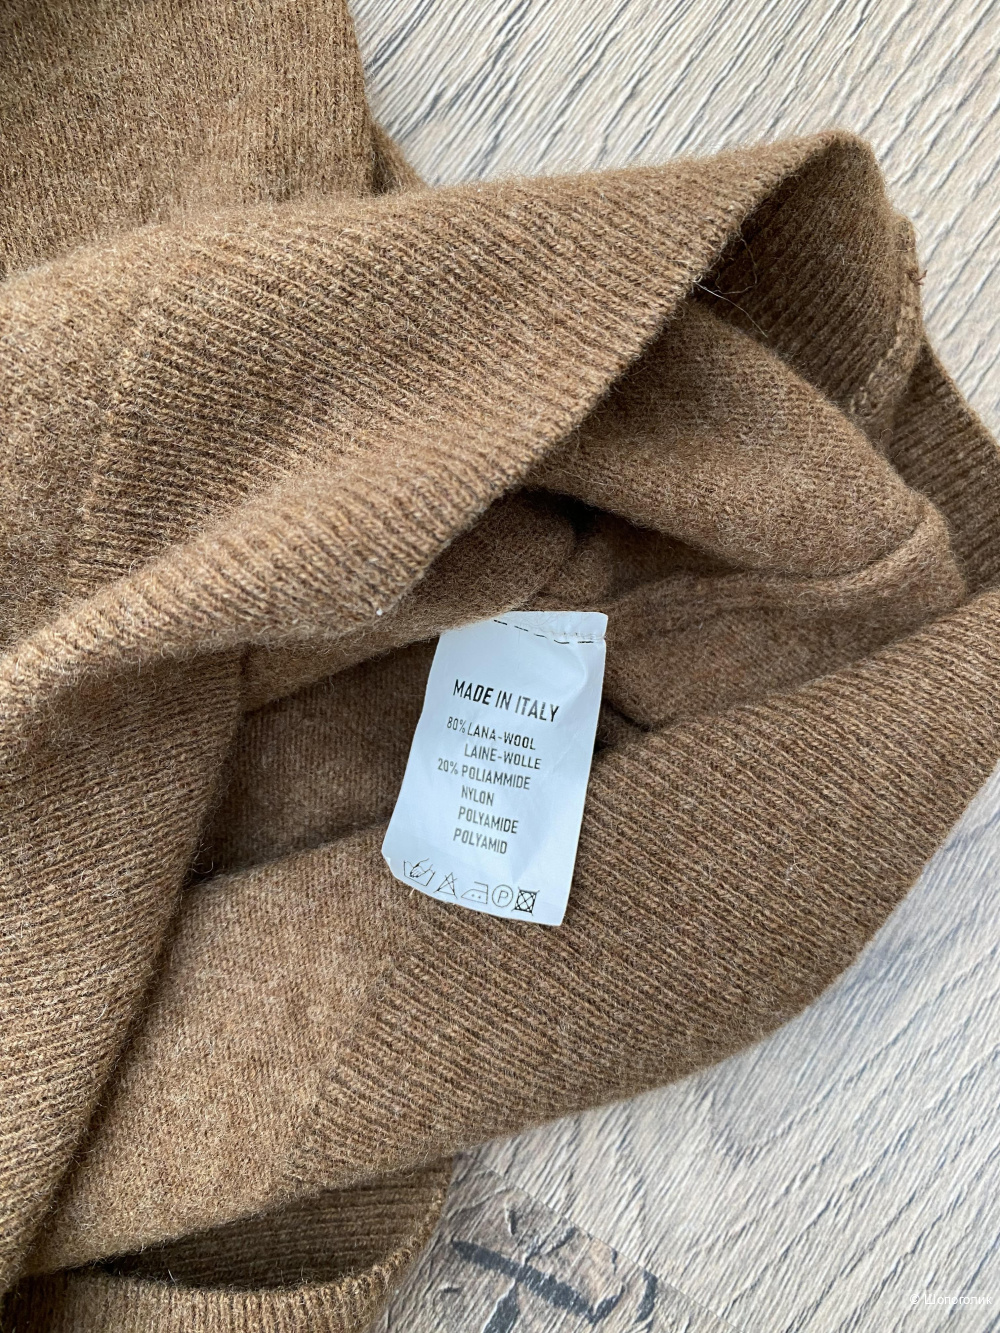 MADE IN ITALY
80% LANA-WOOL
LAINE-WOLLE
20% POLIAMMIDE
NYLON
POLYAMIDE
POLYAMID
P
© Шопоголик